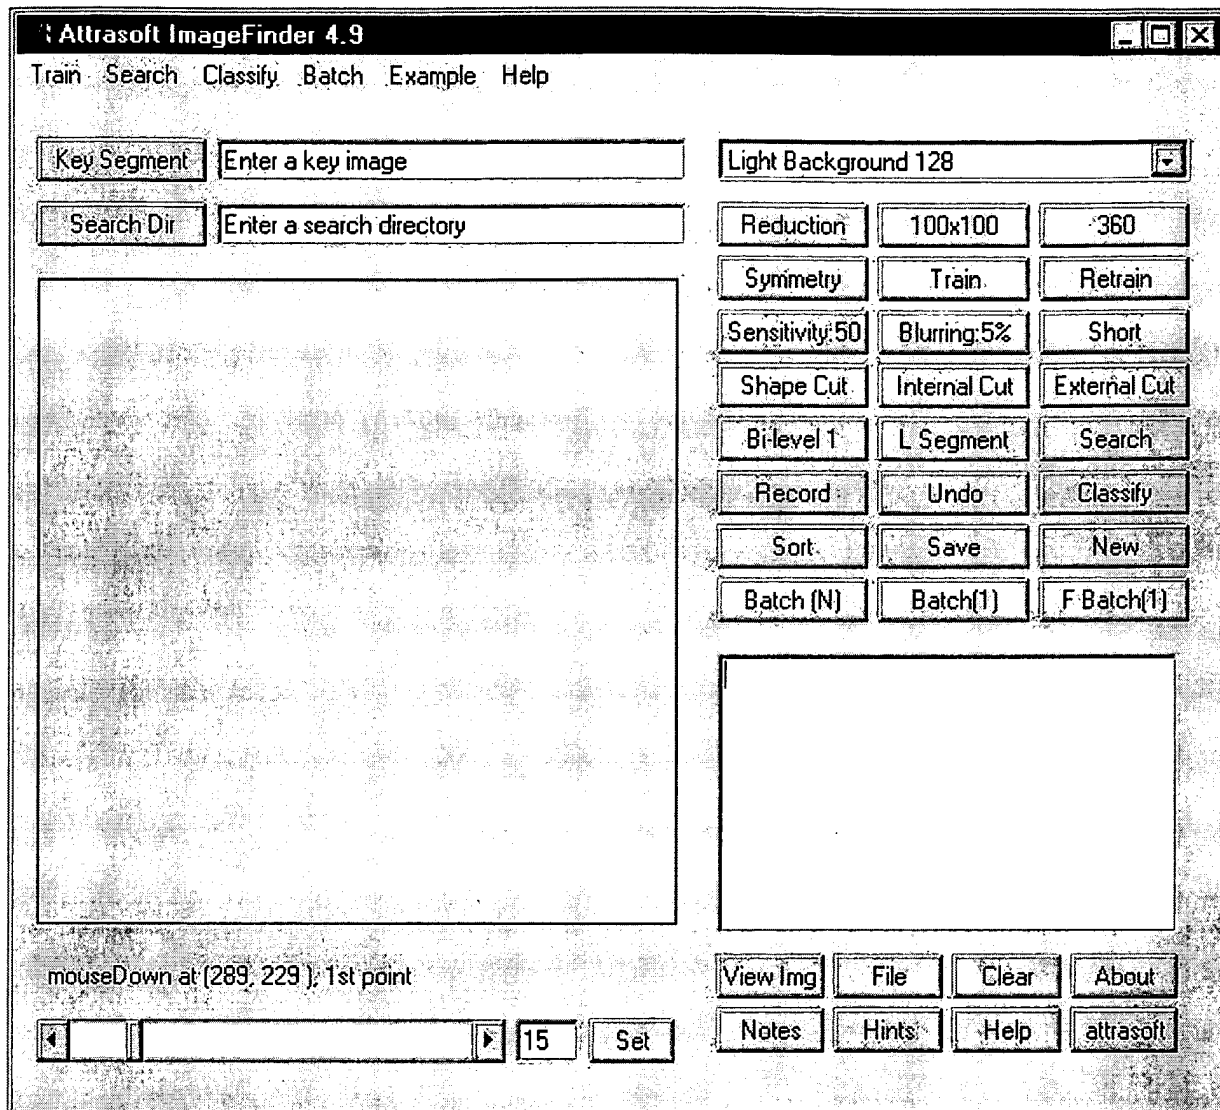 Attrasoft ImageFinder 4.9
Train Search Classify Batch Example Help
Key Segment Enter a key image Light Background 128
Search Dir Enter a search directory Reduction 100x100 360
Symmetry Train Retrain
Sensitivity:50 Blurring:5% Short
Shape Cut Internal Cut External Cut
Bi-level 1 L Segment Search
Record Undo Classify
Sort Save New
Batch (N) Batch(1) F Batch(1)
mouseDown at (289, 229 ), 1st point View Img File Clear About
15 Set Notes Hints Help attrasoft